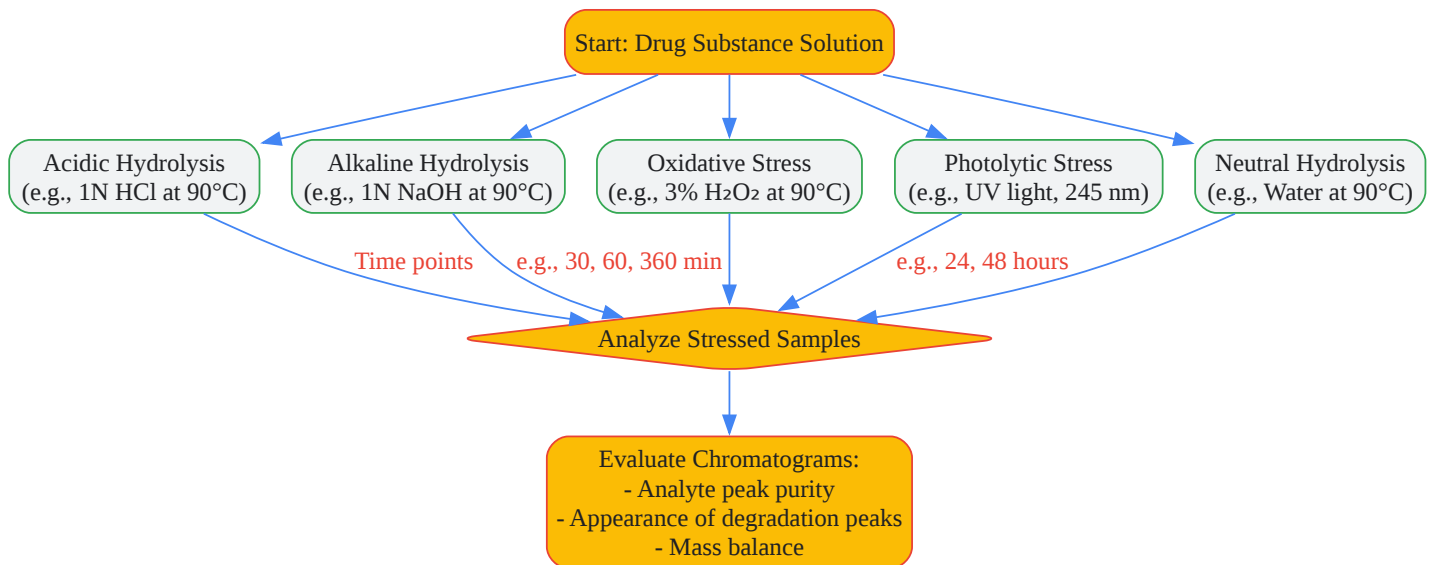 Start: Drug Substance Solution
Acidic Hydrolysis
(e.g., 1N HCl at 90°C)
Alkaline Hydrolysis
(e.g., 1N NaOH at 90°C)
Oxidative Stress
(e.g., 3% H₂O₂ at 90°C)
Photolytic Stress
(e.g., UV light, 245 nm)
Neutral Hydrolysis
(e.g., Water at 90°C)
Time points
e.g., 30, 60, 360 min
e.g., 24, 48 hours
Analyze Stressed Samples
Evaluate Chromatograms:
- Analyte peak purity
- Appearance of degradation peaks
- Mass balance